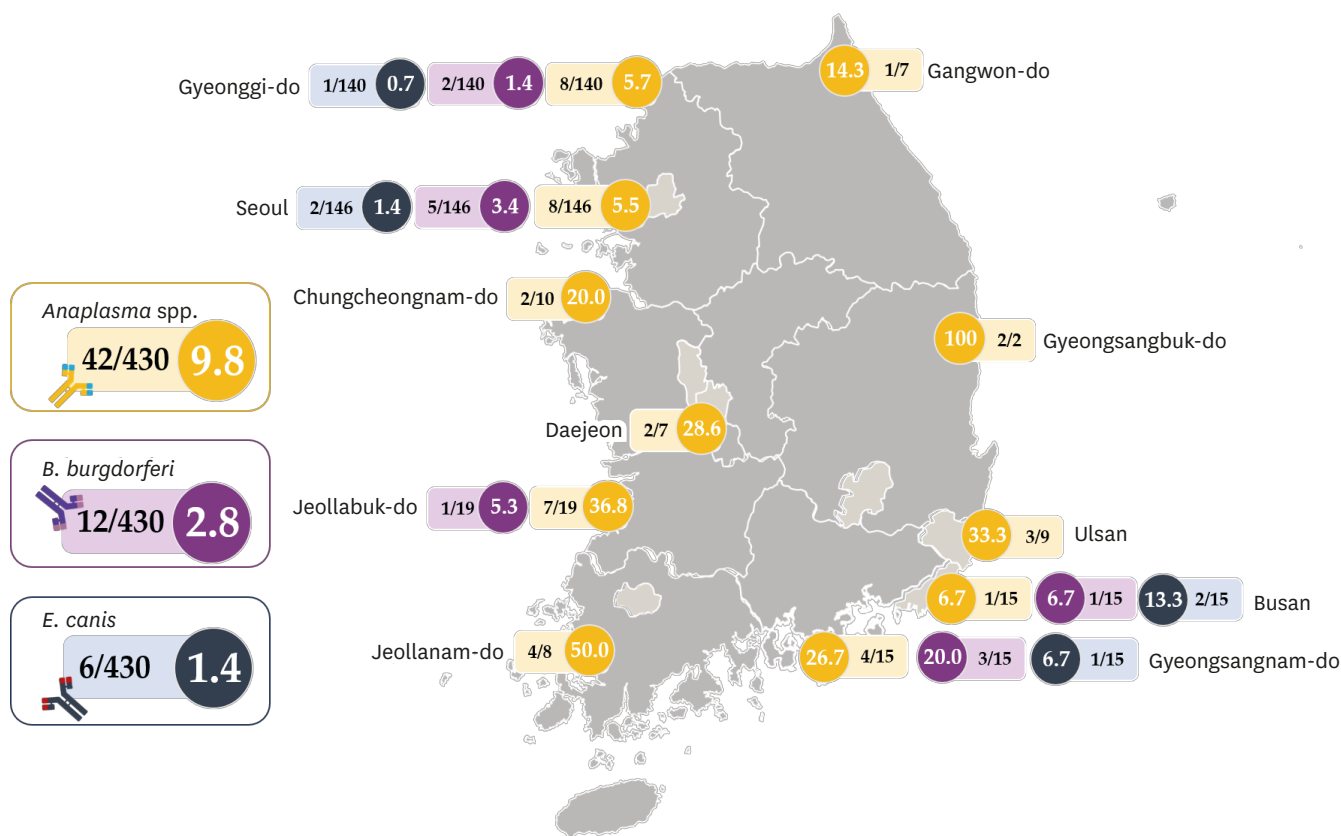 Gyeonggi-do 1/140 0.7 2/140 1.4 8/140 5.7
14.3 1/7 Gangwon-do
Seoul 2/146 1.4 5/146 3.4 8/146 5.5
Chungcheongnam-do 2/10 20.0
100 2/2 Gyeongsangbuk-do
Daejeon 2/7 28.6
Jeollabuk-do 1/19 5.3 7/19 36.8
33.3 3/9 Ulsan
6.7 1/15 6.7 1/15 13.3 2/15 Busan
Jeollanam-do 4/8 50.0
26.7 4/15 20.0 3/15 6.7 1/15 Gyeongsangnam-do
Anaplasma spp.
42/430 9.8
B. burgdorferi
12/430 2.8
E. canis
6/430 1.4